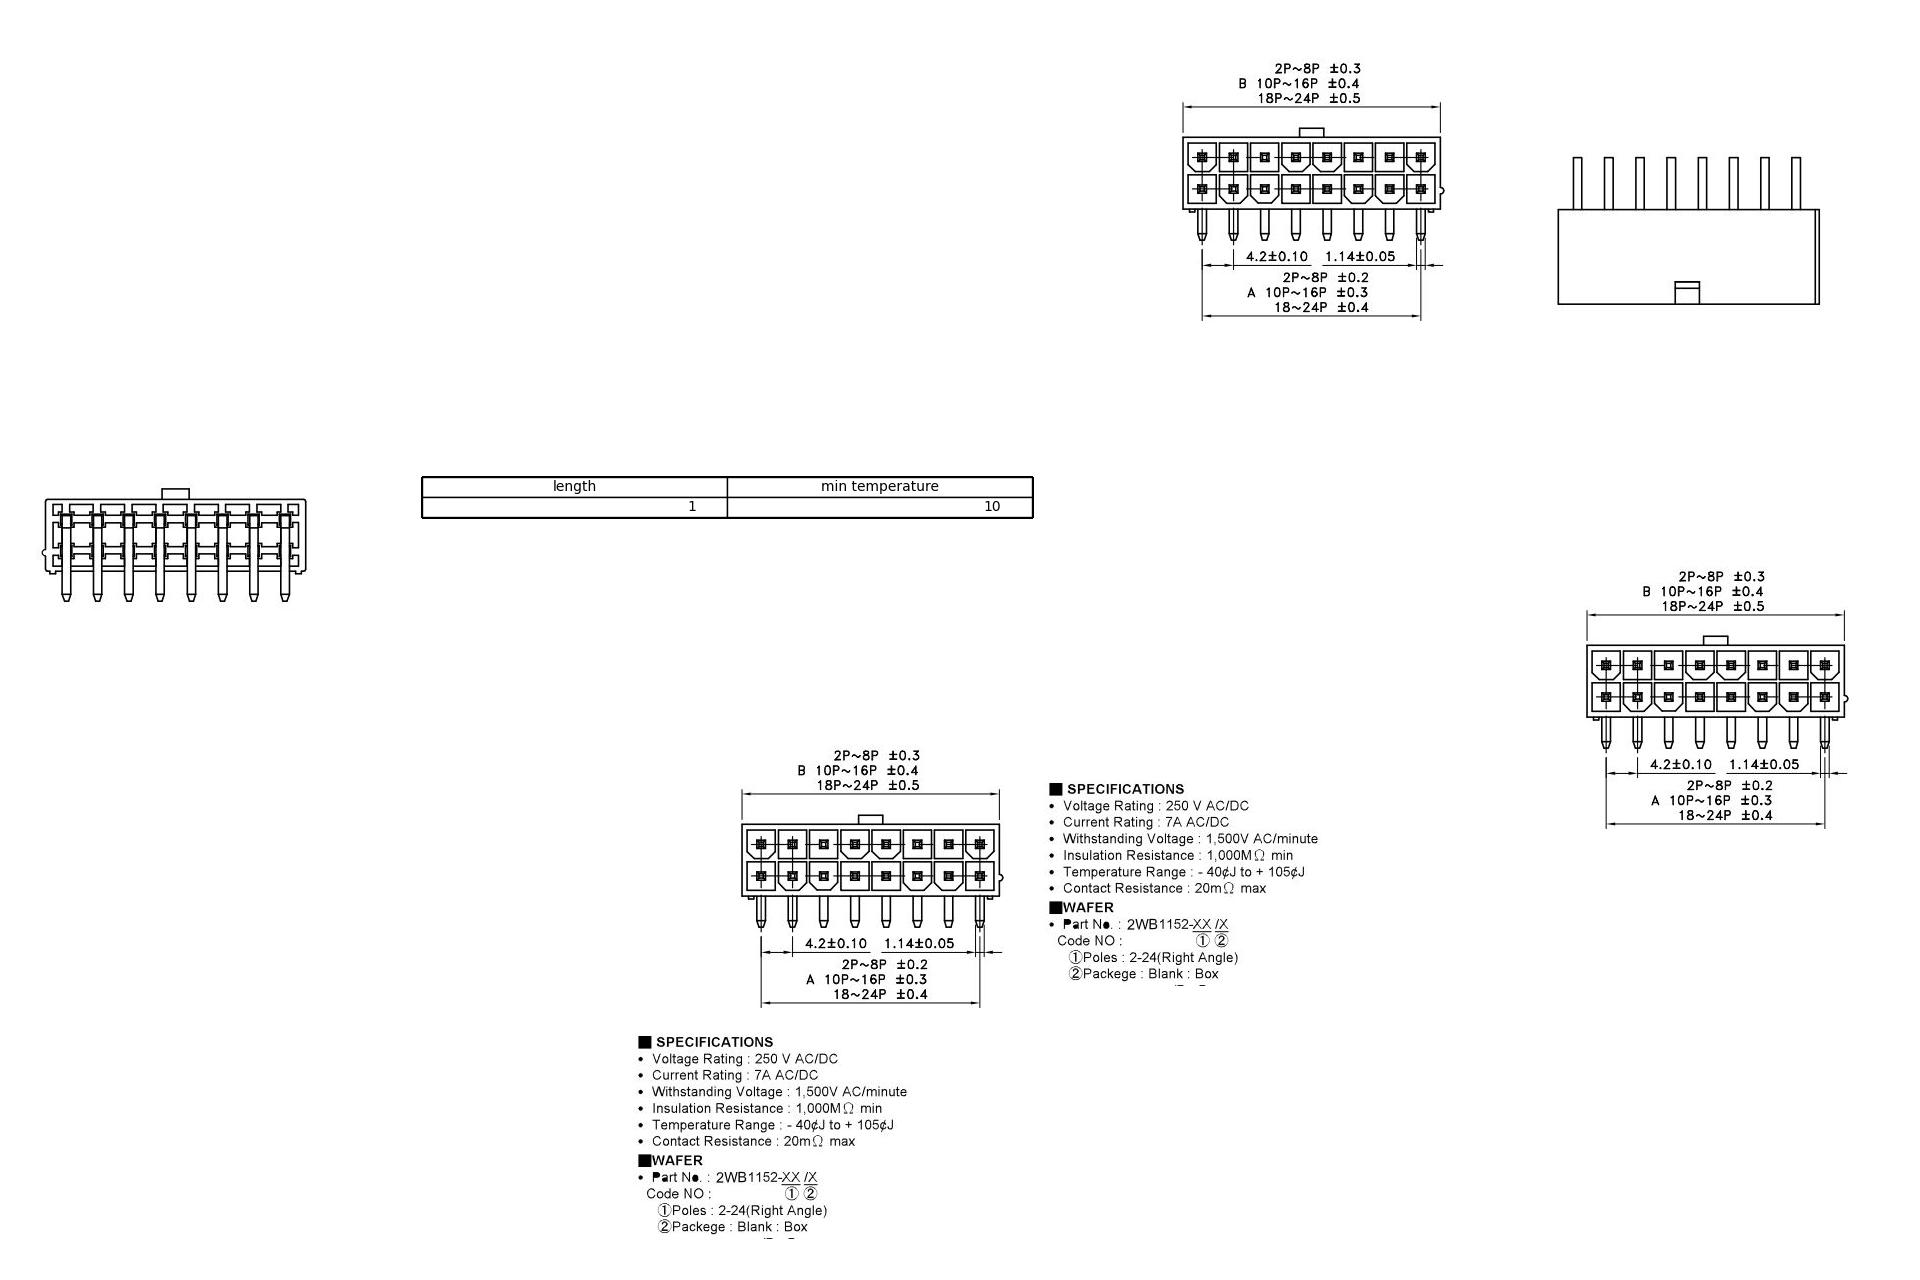 2P~8P ±0.3
B 10P~16P ±0.4
18P~24P ±0.5
4.2±0.10 1.14±0.05
2P~8P ±0.2
A 10P~16P ±0.3
18~24P ±0.4
length min temperature
1 10
2P~8P ±0.3
B 10P~16P ±0.4
18P~24P ±0.5
4.2±0.10 1.14±0.05
2P~8P ±0.2
A 10P~16P ±0.3
18~24P ±0.4
2P~8P ±0.3
B 10P~16P ±0.4
18P~24P ±0.5
4.2±0.10 1.14±0.05
2P~8P ±0.2
A 10P~16P ±0.3
18~24P ±0.4
■ SPECIFICATIONS
• Voltage Rating : 250 V AC/DC
• Current Rating : 7A AC/DC
• Withstanding Voltage : 1,500V AC/minute
• Insulation Resistance : 1,000MΩ min
• Temperature Range : - 40¢J to + 105¢J
• Contact Resistance : 20mΩ max
■WAFER
• Part No. : 2WB1152-XX /X
Code NO : ① ②
①Poles : 2-24(Right Angle)
②Packege : Blank : Box
■ SPECIFICATIONS
• Voltage Rating : 250 V AC/DC
• Current Rating : 7A AC/DC
• Withstanding Voltage : 1,500V AC/minute
• Insulation Resistance : 1,000MΩ min
• Temperature Range : - 40¢J to + 105¢J
• Contact Resistance : 20mΩ max
■WAFER
• Part No. : 2WB1152-XX /X
Code NO : ① ②
①Poles : 2-24(Right Angle)
②Packege : Blank : Box